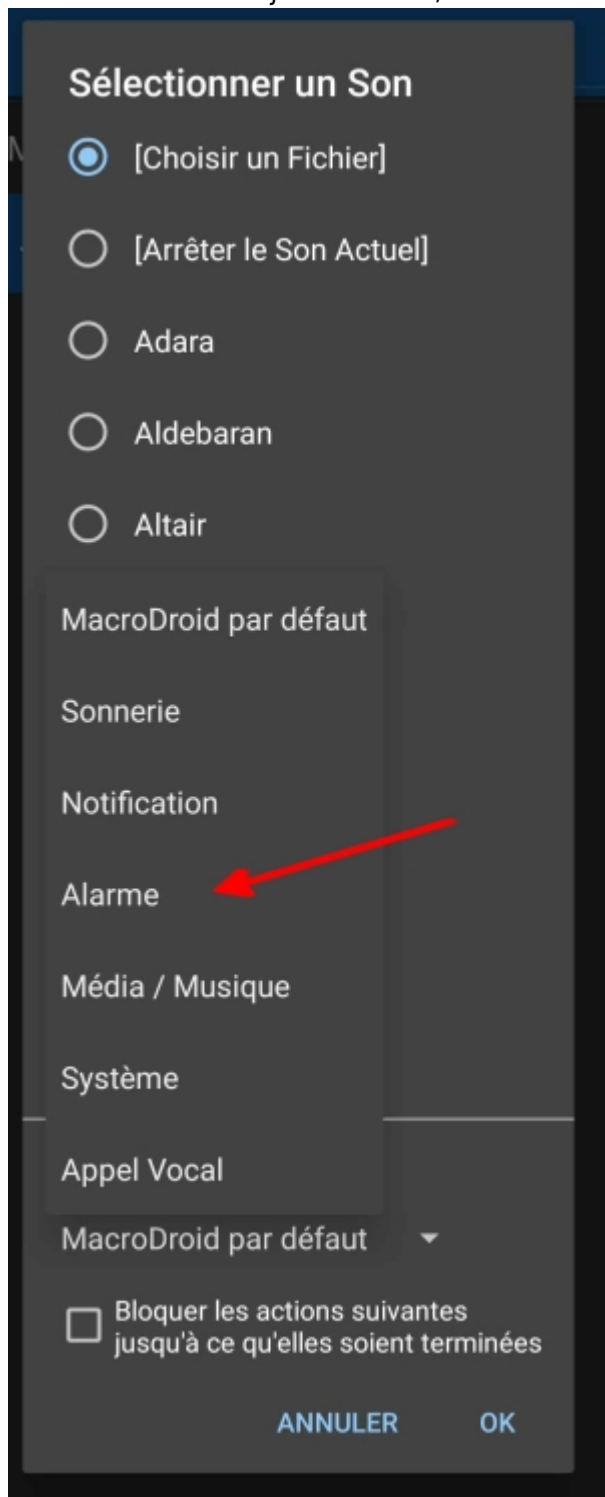 Sélectionner un Son
[Choisir un Fichier]
[Arrêter le Son Actuel]
Adara
Aldebaran
Altair
MacroDroid par défaut
Sonnerie
Notification
Alarme
Média / Musique
Système
Appel Vocal
MacroDroid par défaut
Bloquer les actions suivantes
jusqu'à ce qu'elles soient terminées
ANNULER OK